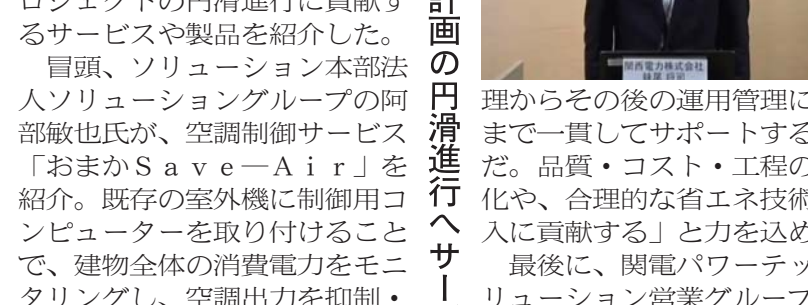 ロジェクトの円滑進行に貢献す
るサービスや製品を紹介した。
冒頭、ソリューション本部法
人ソリューショングループの阿
部敏也氏が、空調制御サービス
「おまかSave―Air」を
紹介。既存の室外機に制御用コ
ンピューターを取り付けること
で、建物全体の消費電力をモニ
タリングし、空調出力を抑制・
計画の円滑進行へサー
関西電力株式会社
理からその後の運用管理に
まで一貫してサポートする
だ。品質・コスト・工程の
化や、合理的な省エネ技術
入に貢献する」と力を込め
最後に、関電パワーテッ
リューション営業グループ